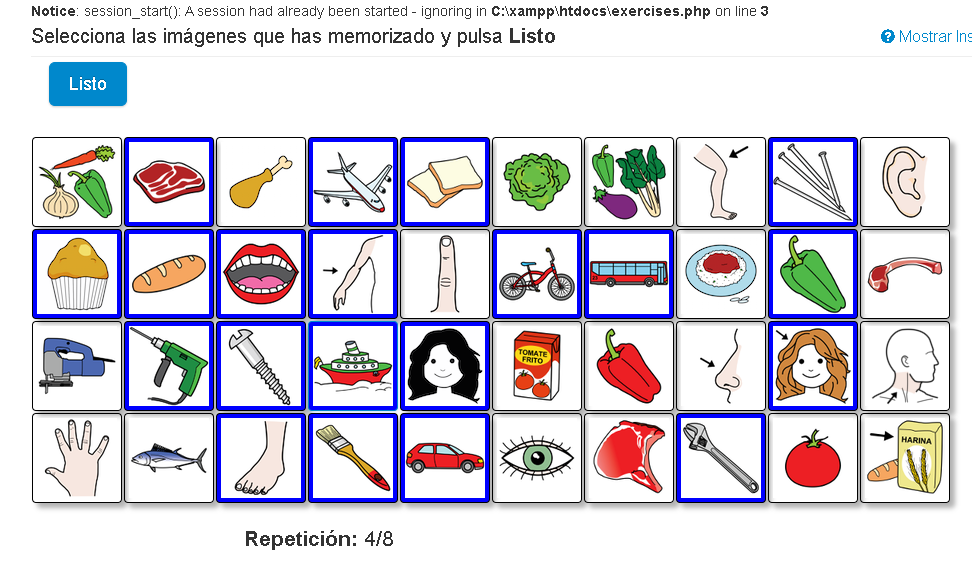 Notice: session_start(): A session had already been started - ignoring in C:\xampp\htdocs\exercises.php on line 3
Selecciona las imágenes que has memorizado y pulsa Listo
Mostrar Ins
Listo
TOMATE
FRITO
HARINA
Repetición: 4/8